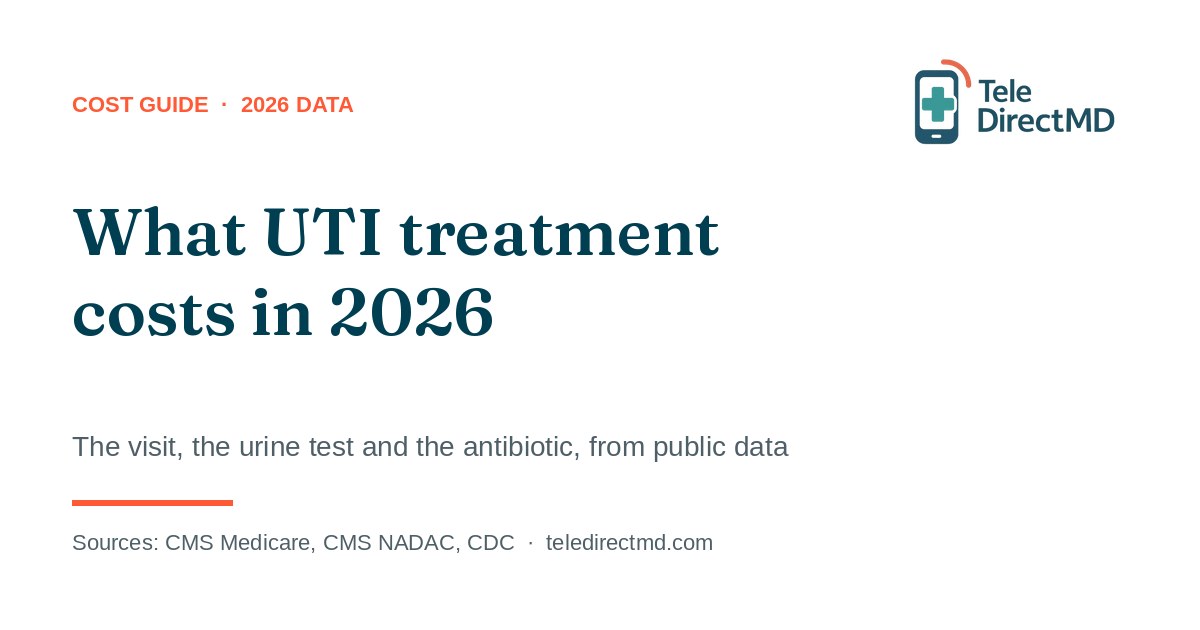 COST GUIDE · 2026 DATA
Tele
DirectMD
What UTI treatment
costs in 2026
The visit, the urine test and the antibiotic, from public data
Sources: CMS Medicare, CMS NADAC, CDC · teledirectmd.com